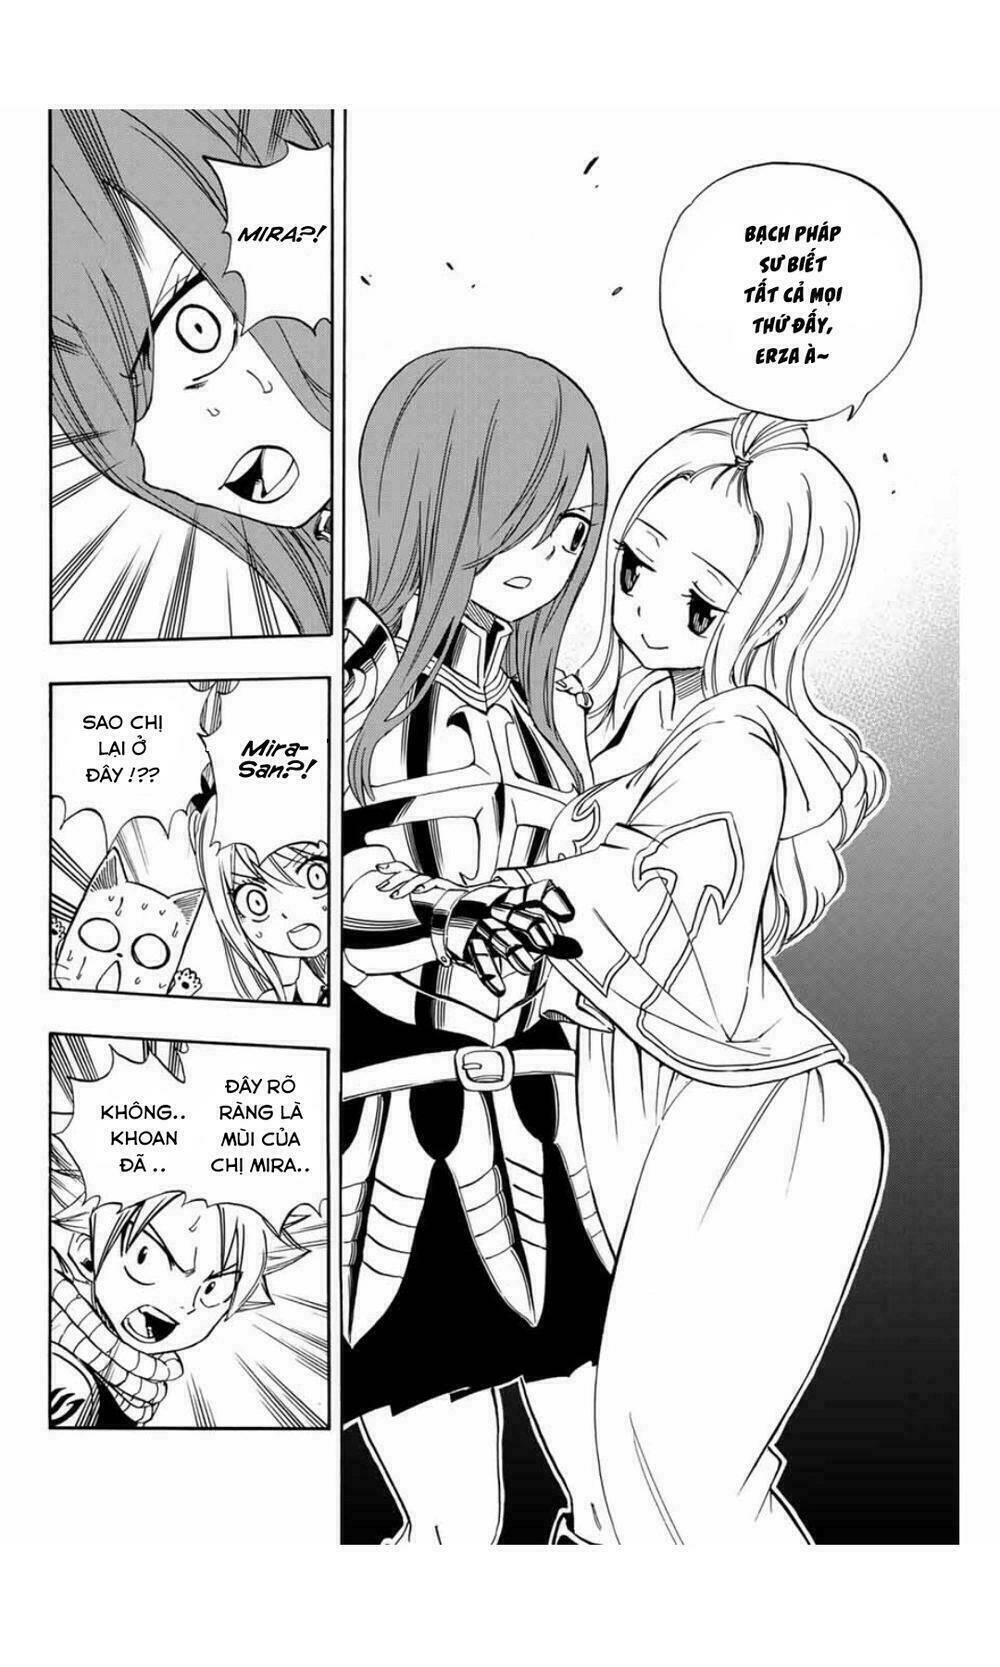 BẠCH PHÁP
SƯ BIẾT
TẤT CẢ MỌI
THỨ ĐẤY,
ERZA À~
MIRA?!
Mira-
San?!
SAO CHỊ
LẠI Ở
ĐÂY !??
ĐÂY RÕ
RÀNG LÀ
MÙI CỦA
CHỊ MIRA..
KHÔNG..
KHOAN
ĐÃ ..